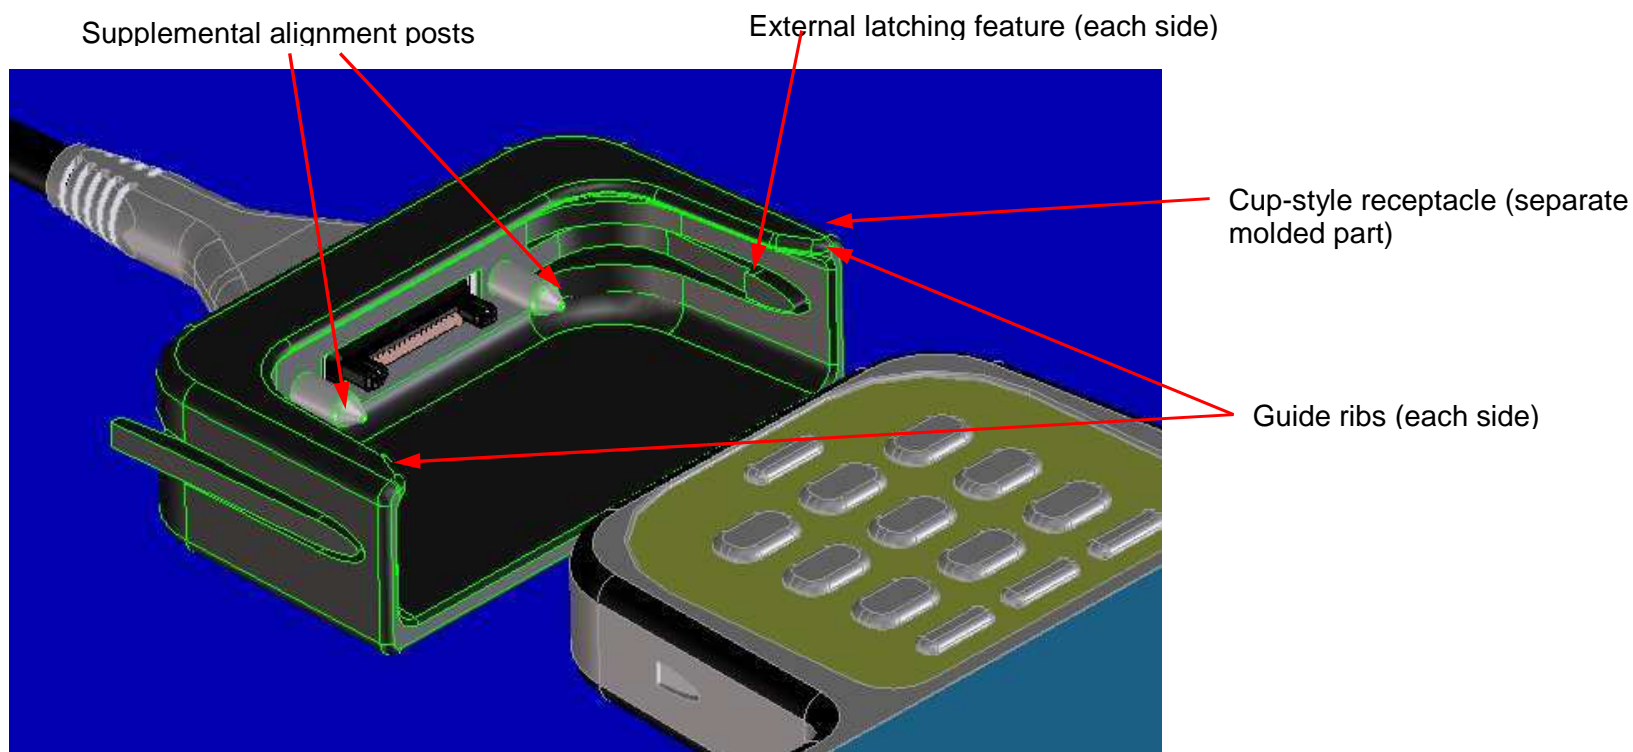 Supplemental alignment posts
External latching feature (each side)
Cup-style receptacle (separate
molded part)
Guide ribs (each side)